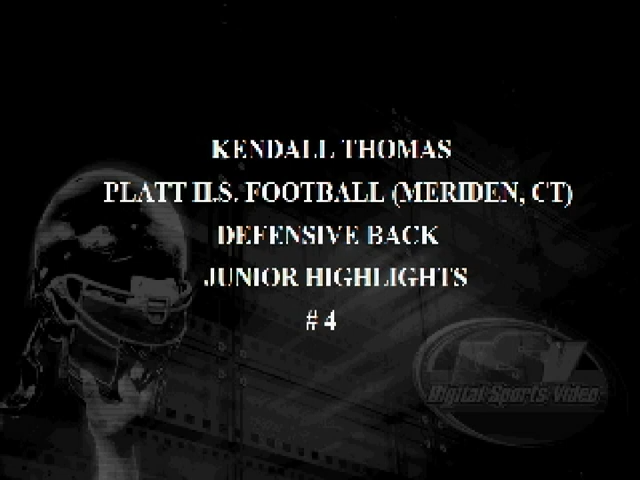 KENDALL THOMAS
PLATT H.S. FOOTBALL (MERIDEN, CT)
DEFENSIVE BACK
JUNIOR HIGHLIGHTS
# 4
DSV
Digital Sports Video